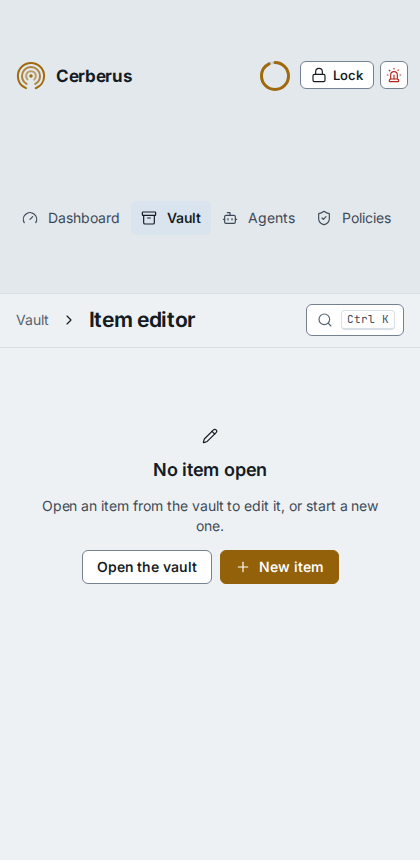 Cerberus
Lock
Dashboard
Vault
Agents
Policies
Vault
Item editor
Ctrl K
No item open
Open an item from the vault to edit it, or start a new
one.
Open the vault
New item